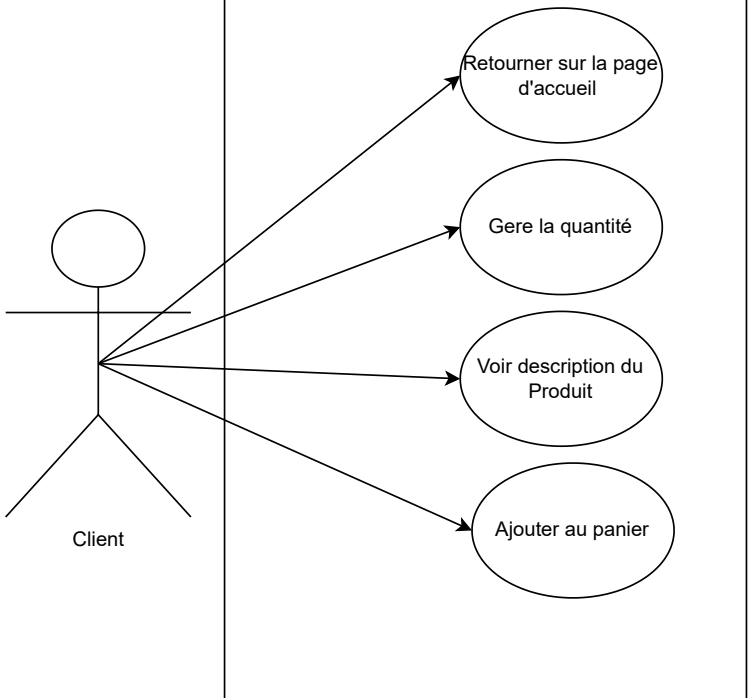 Retourner sur la page
d'accueil
Gere la quantité
Voir description du
Produit
Ajouter au panier
Client